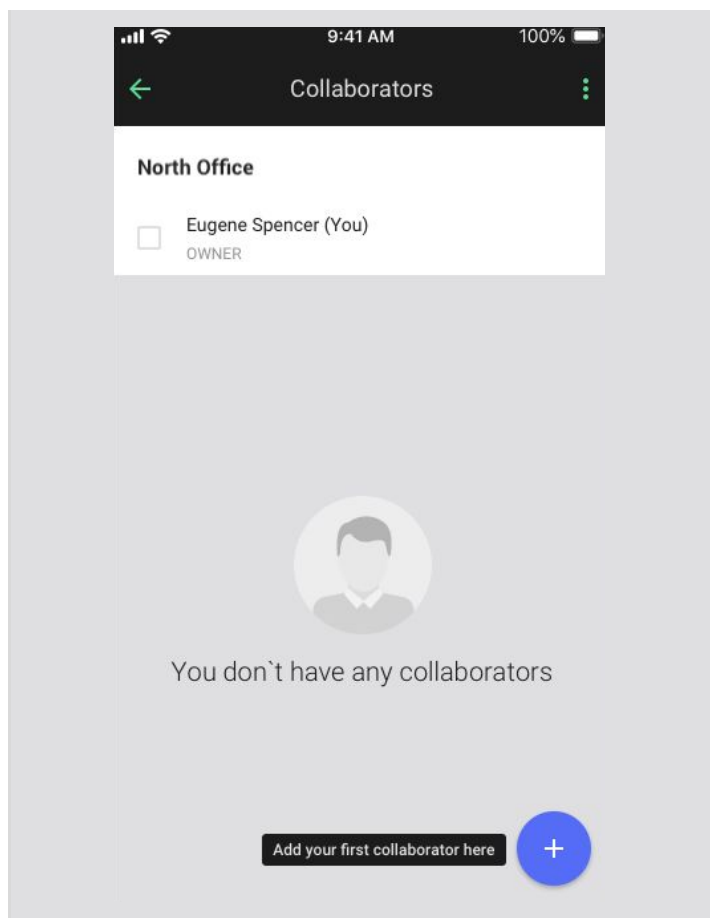 9:41 AM 100%
Collaborators
North Office
Eugene Spencer (You)
OWNER
You don`t have any collaborators
Add your first collaborator here